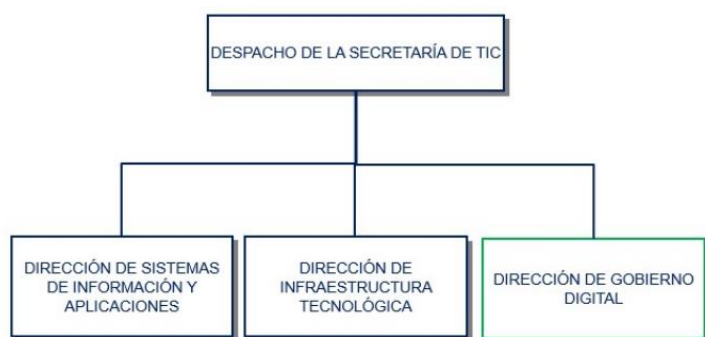 DESPACHO DE LA SECRETARÍA DE TIC
DIRECCIÓN DE SISTEMAS
DE INFORMACIÓN Y
APLICACIONES
DIRECCIÓN DE
INFRAESTRUCTURA
TECNOLÓGICA
DIRECCIÓN DE GOBIERNO
DIGITAL